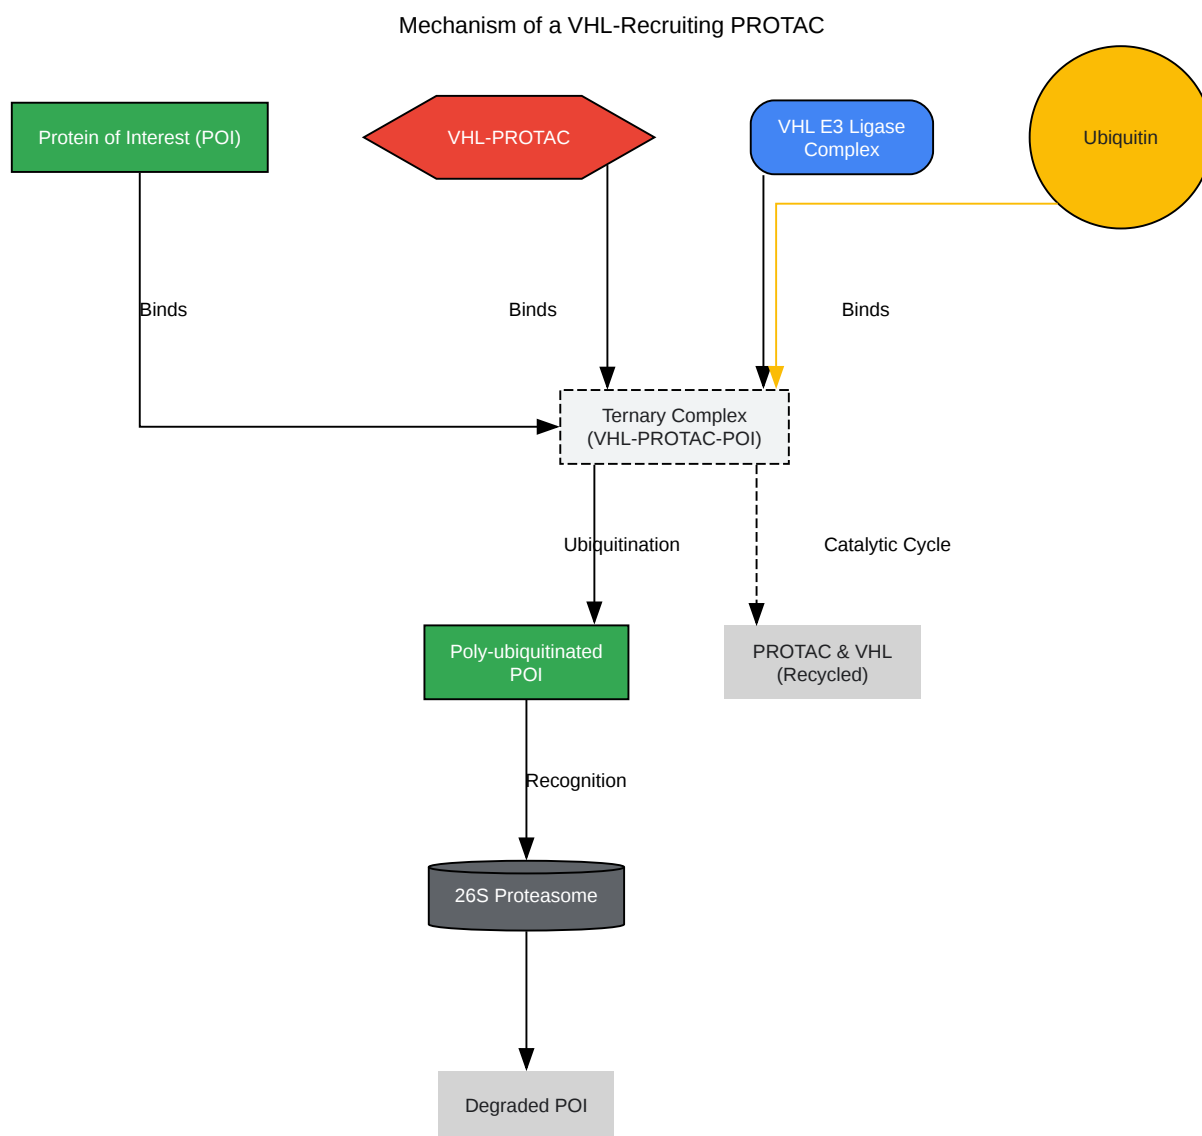 Mechanism of a VHL-Recruiting PROTAC
Protein of Interest (POI)
VHL-PROTAC
VHL E3 Ligase
Complex
Ubiquitin
Binds
Binds
Binds
Ternary Complex
(VHL-PROTAC-POI)
Ubiquitination
Catalytic Cycle
Poly-ubiquitinated
POI
PROTAC & VHL
(Recycled)
Recognition
26S Proteasome
Degraded POI